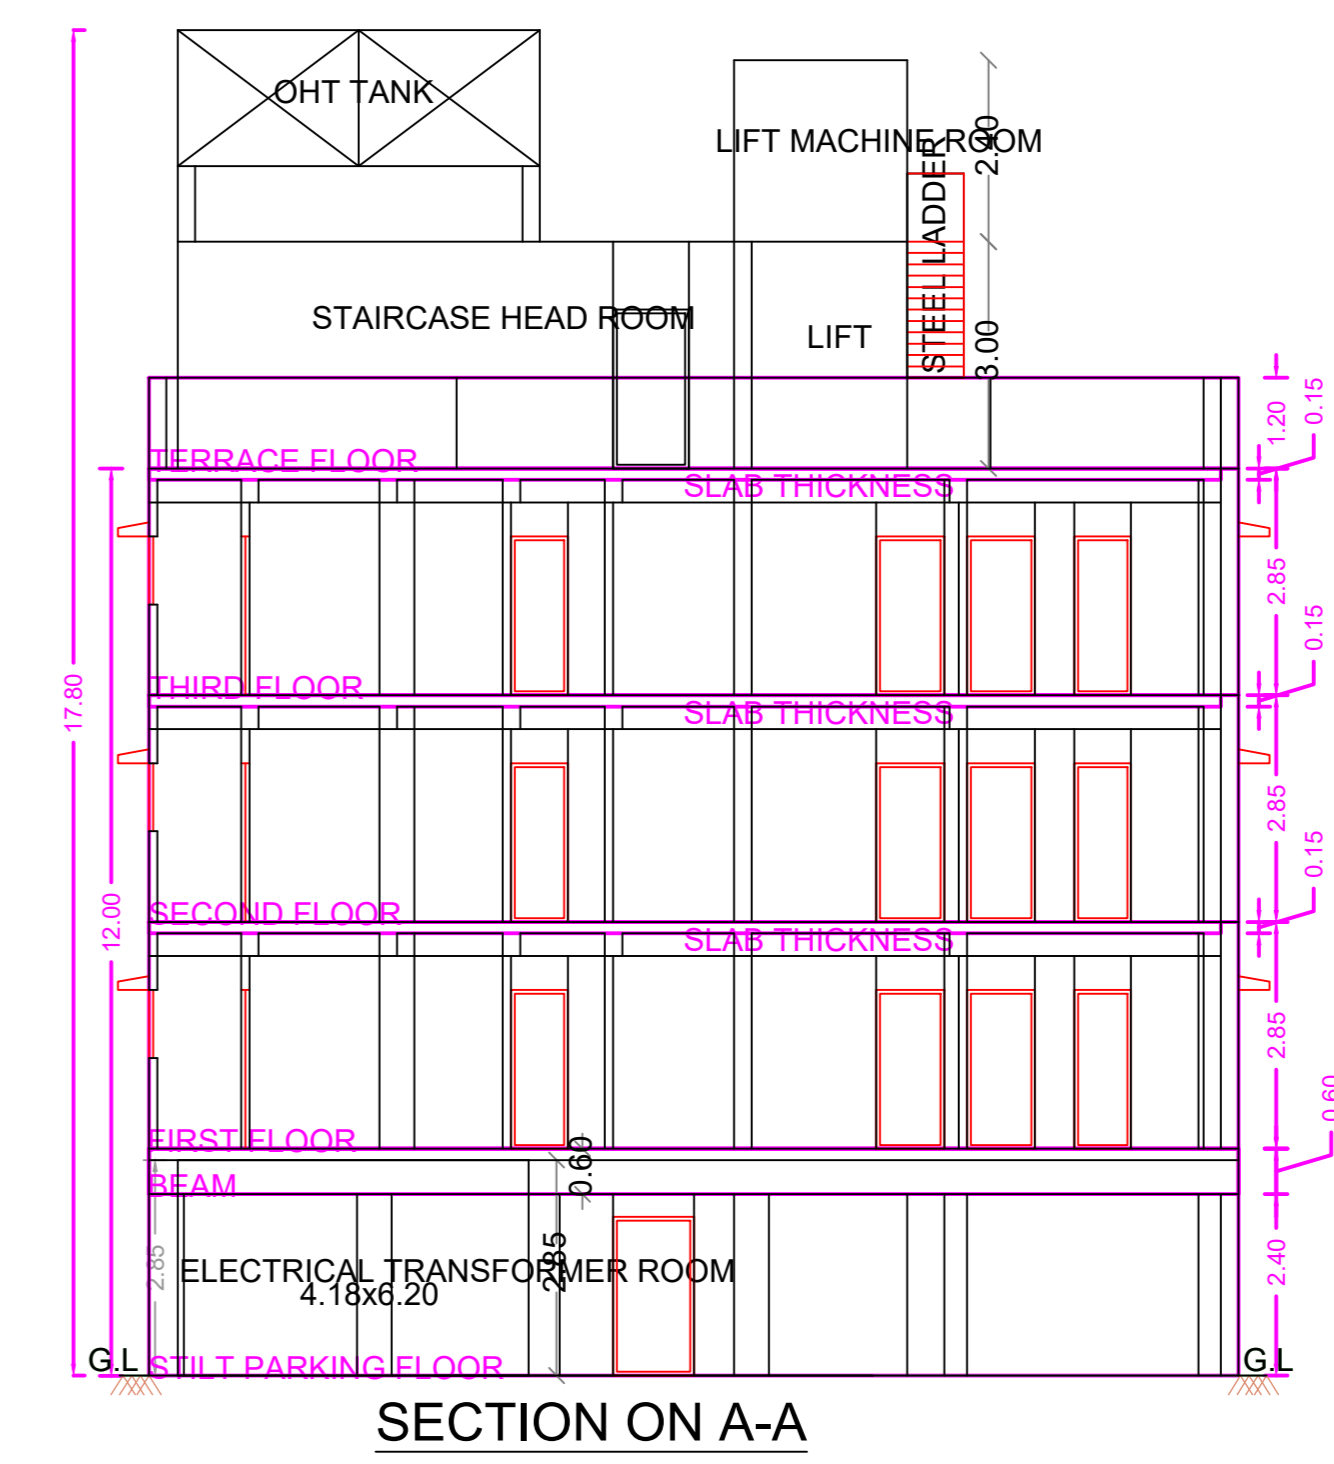 OHT TANK
LIFT MACHINE ROOM
2.40
STEEL LADDER
STAIRCASE HEAD ROOM
LIFT
3.00
1.20
0.15
TERRACE FLOOR
SLAB THICKNESS
2.85
0.15
THIRD FLOOR
SLAB THICKNESS
17.80
2.85
0.15
12.00
SECOND FLOOR
SLAB THICKNESS
2.85
0.60
FIRST FLOOR
0.60
BEAM
2.85
2.85
2.40
ELECTRICAL TRANSFORMER ROOM
4.18x6.20
G.L
STILT PARKING FLOOR
G.L
SECTION ON A-A